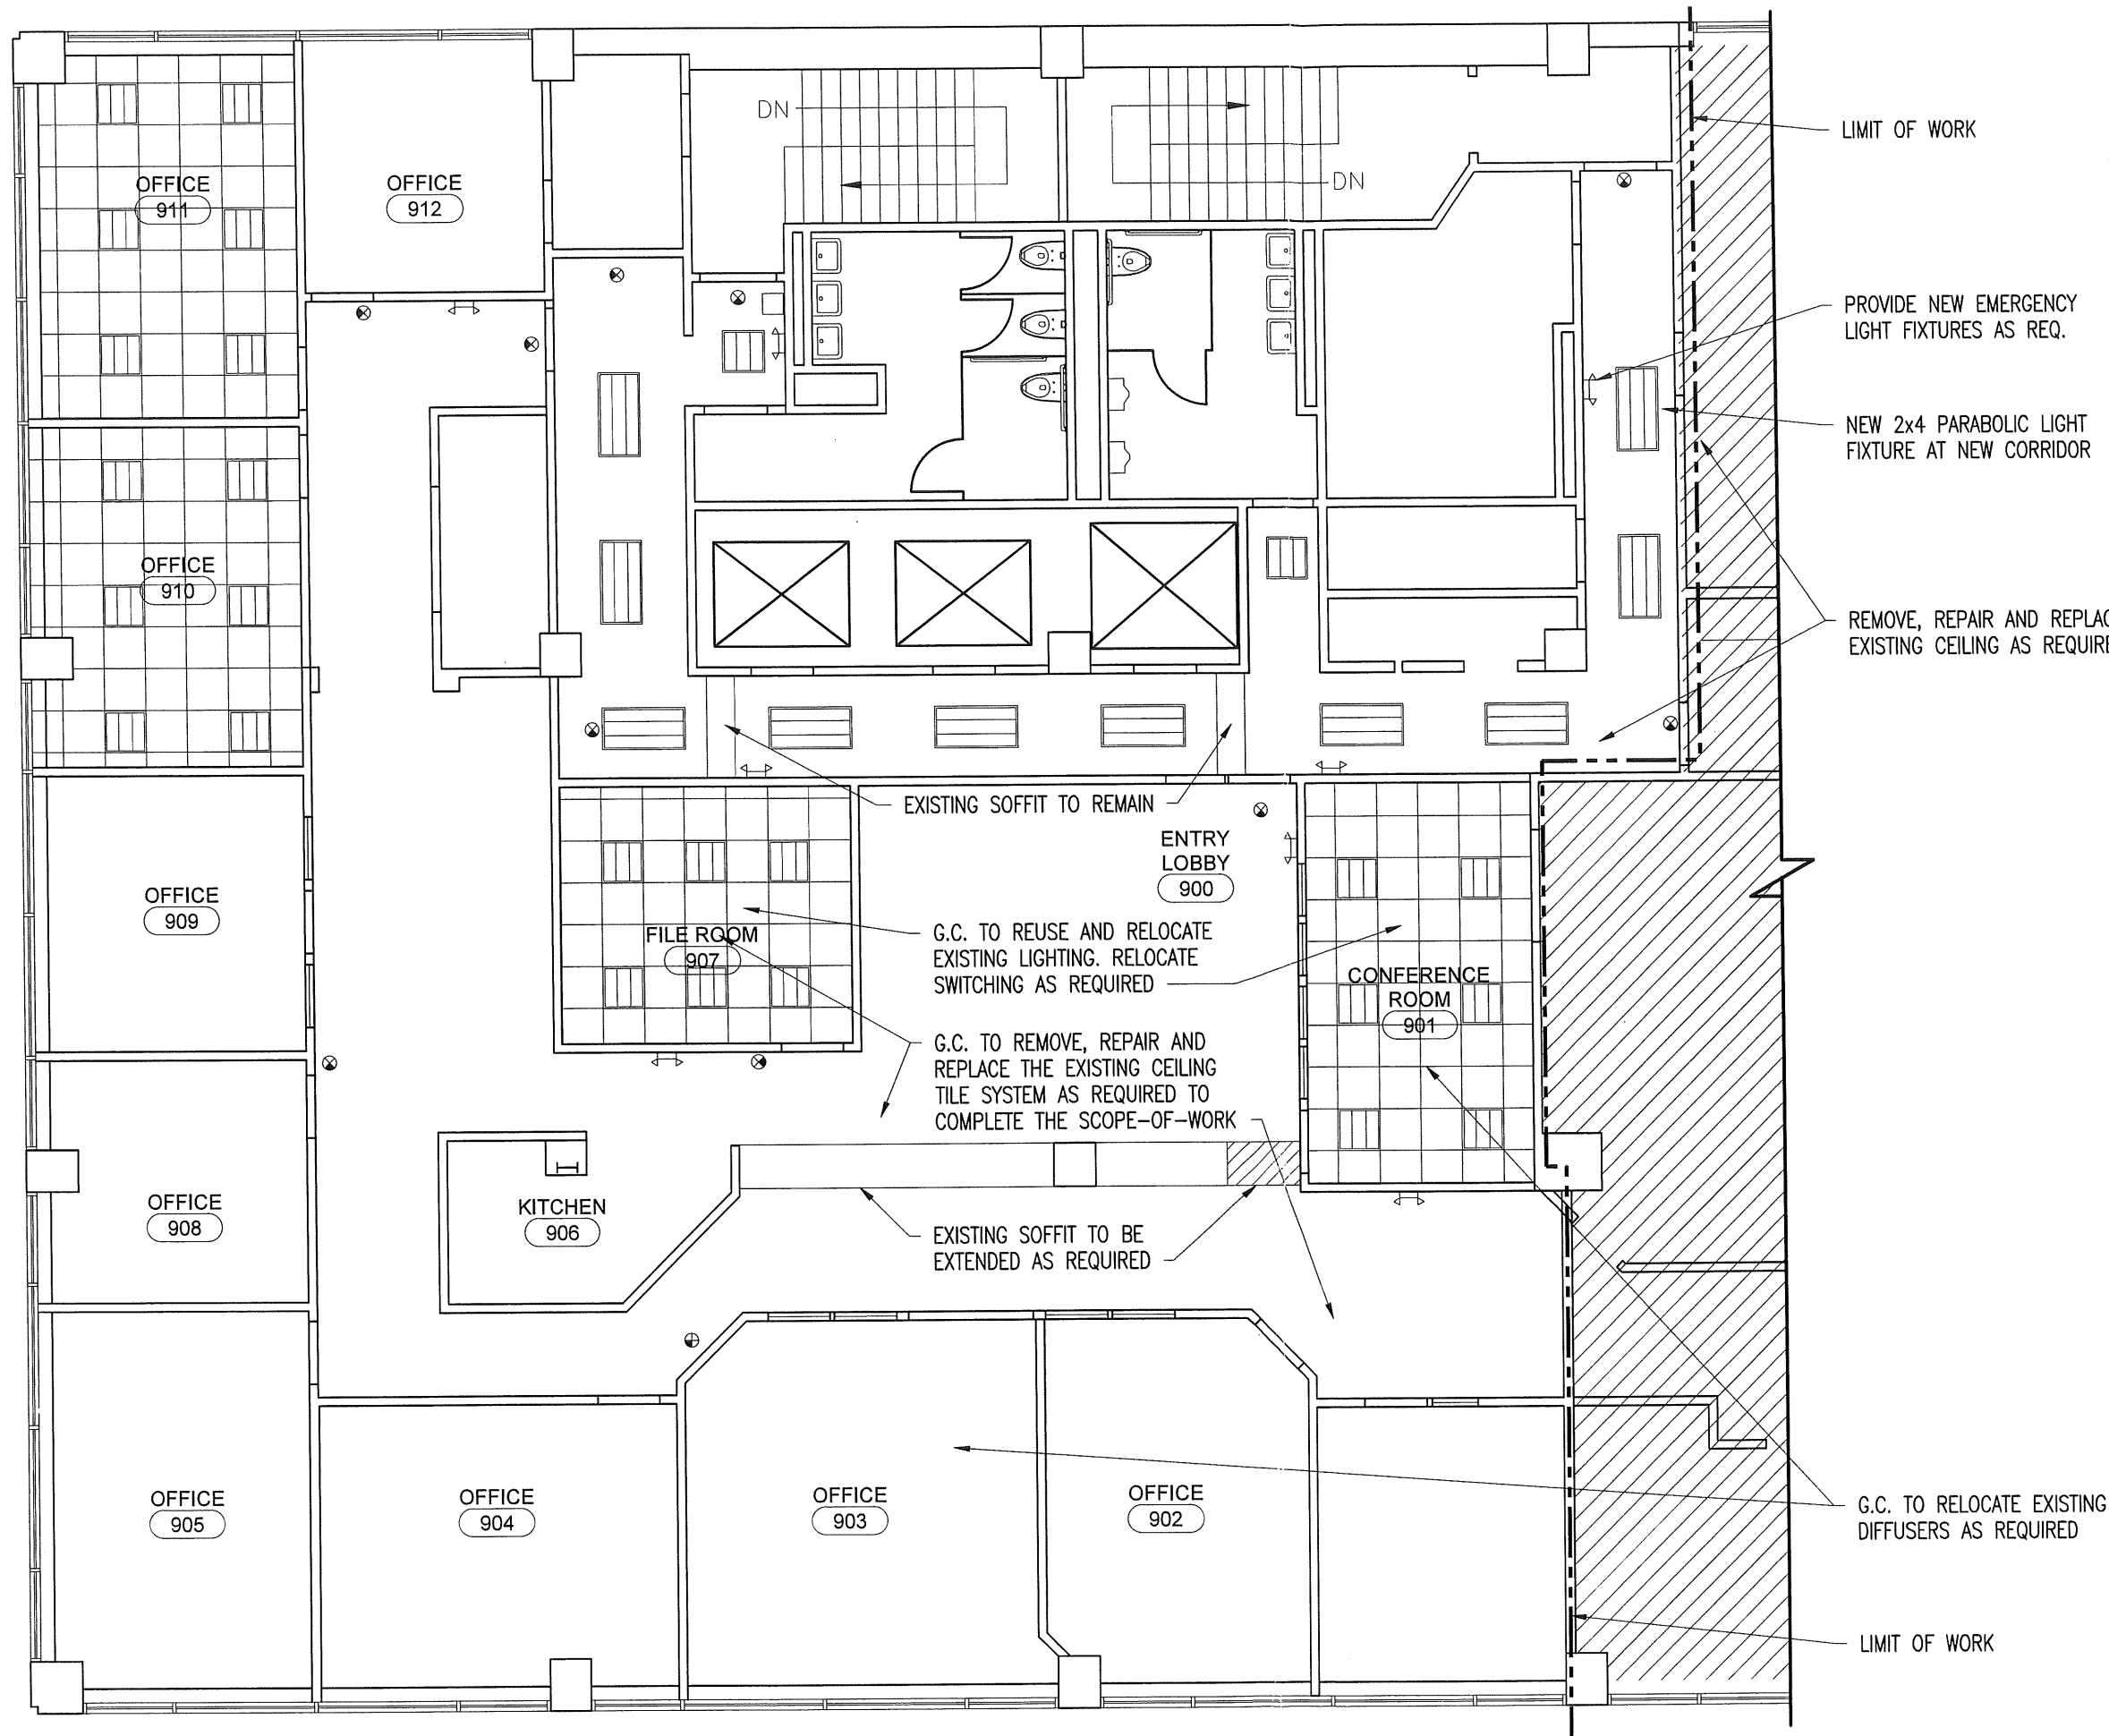 DN
DN
LIMIT OF WORK
OFFICE
911
OFFICE
912
PROVIDE NEW EMERGENCY
LIGHT FIXTURES AS REQ.
NEW 2x4 PARABOLIC LIGHT
FIXTURE AT NEW CORRIDOR
OFFICE
910
REMOVE, REPAIR AND REPLAC
EXISTING CEILING AS REQUIRE
EXISTING SOFFIT TO REMAIN
ENTRY
LOBBY
900
OFFICE
909
FILE ROOM
907
G.C. TO REUSE AND RELOCATE
EXISTING LIGHTING. RELOCATE
SWITCHING AS REQUIRED
CONFERENCE
ROOM
901
G.C. TO REMOVE, REPAIR AND
REPLACE THE EXISTING CEILING
TILE SYSTEM AS REQUIRED TO
COMPLETE THE SCOPE-OF-WORK
OFFICE
908
KITCHEN
906
EXISTING SOFFIT TO BE
EXTENDED AS REQUIRED
OFFICE
905
OFFICE
904
OFFICE
903
OFFICE
902
G.C. TO RELOCATE EXISTING
DIFFUSERS AS REQUIRED
LIMIT OF WORK